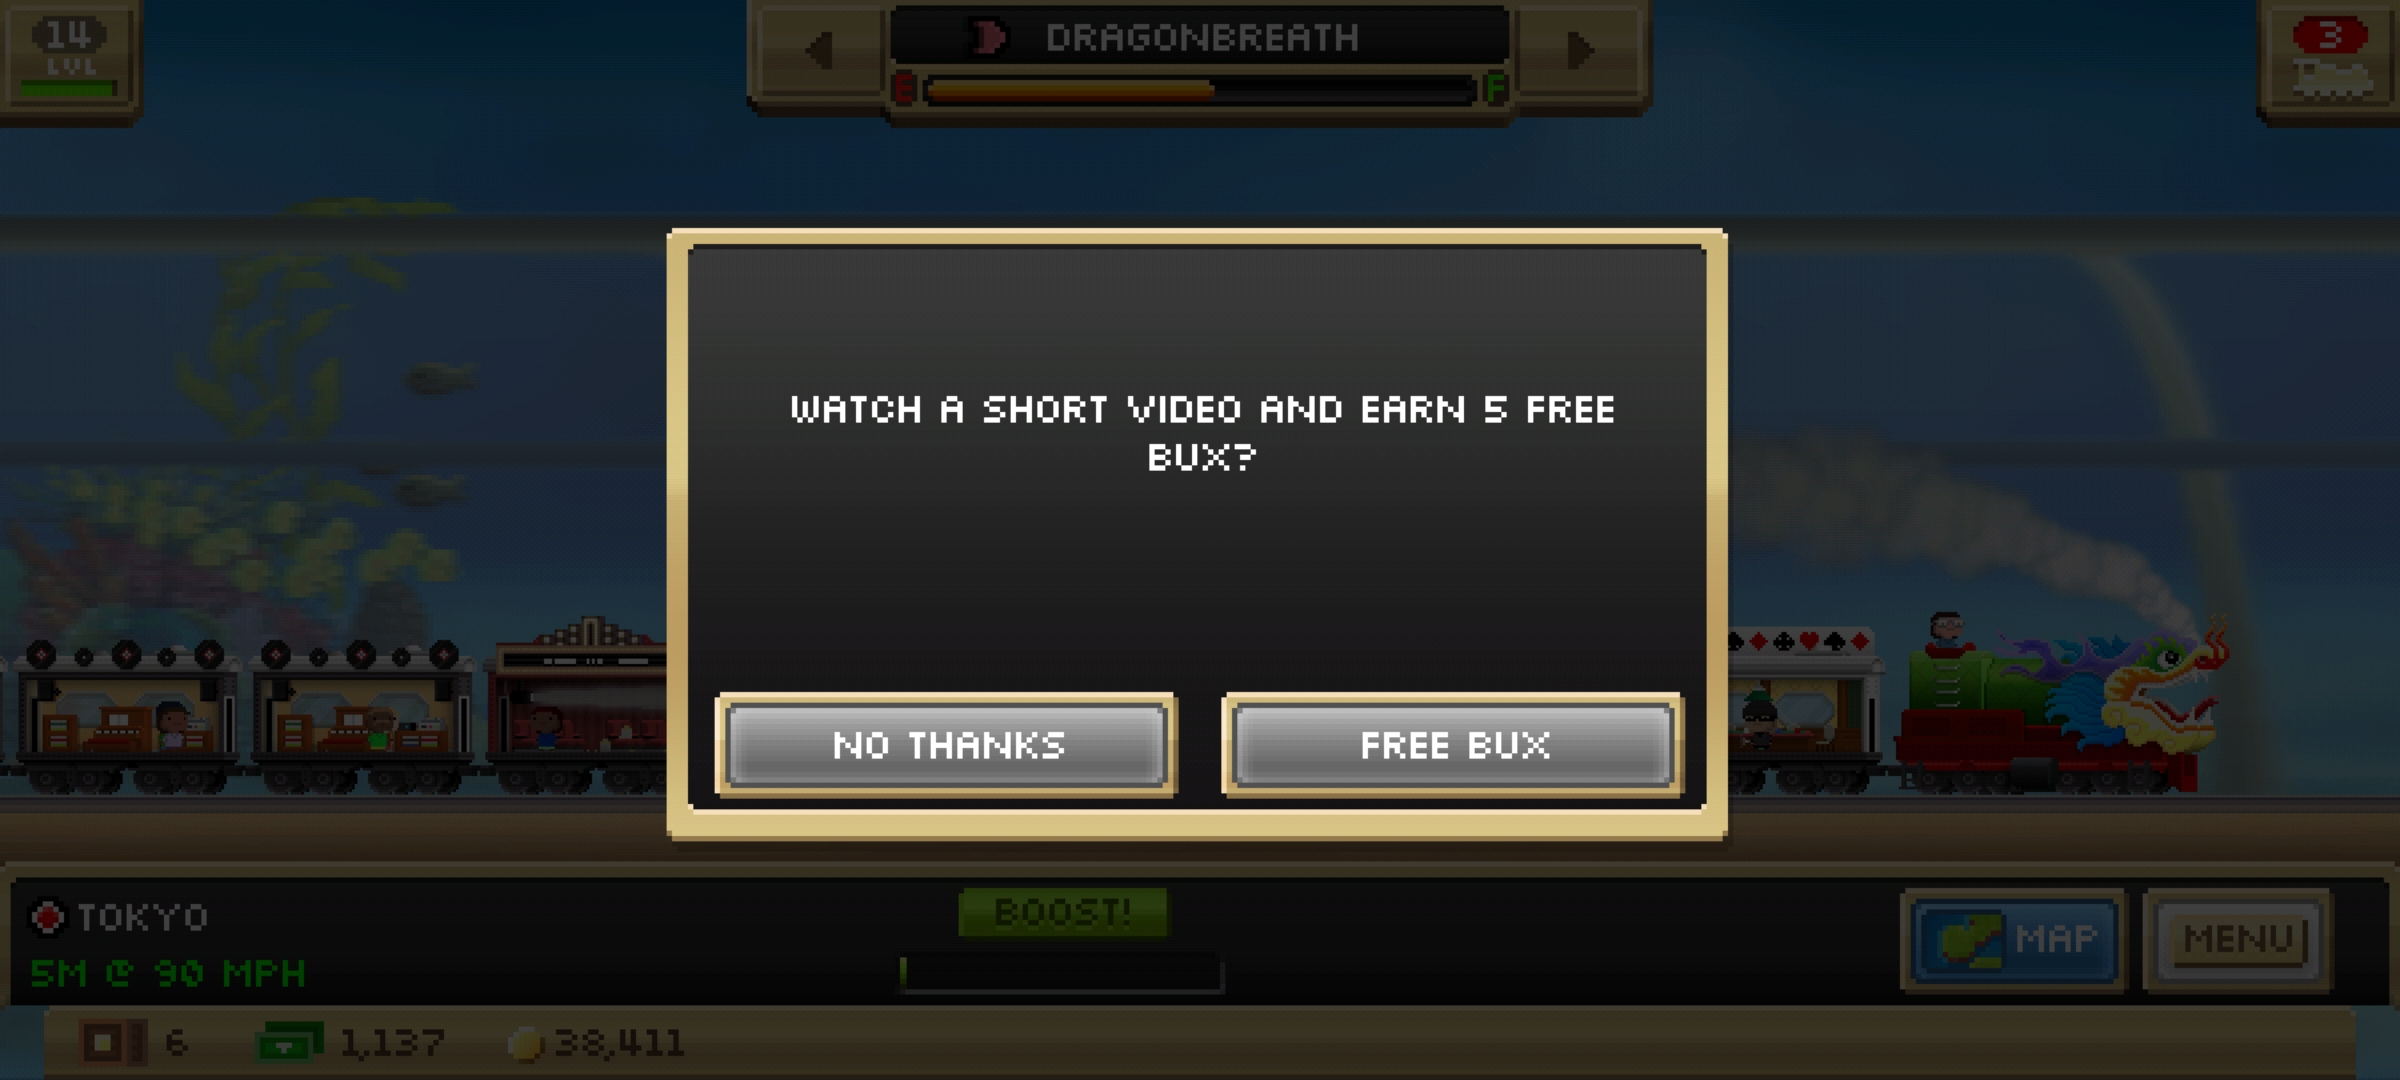 14
LVL
DRAGONBREATH
E
F
3
WATCH A SHORT VIDEO AND EARN 5 FREE
BUX?
NO THANKS
FREE BUX
TOKYO
5M @ 90 MPH
BOOST!
MAP
MENU
6
1,137
38,411